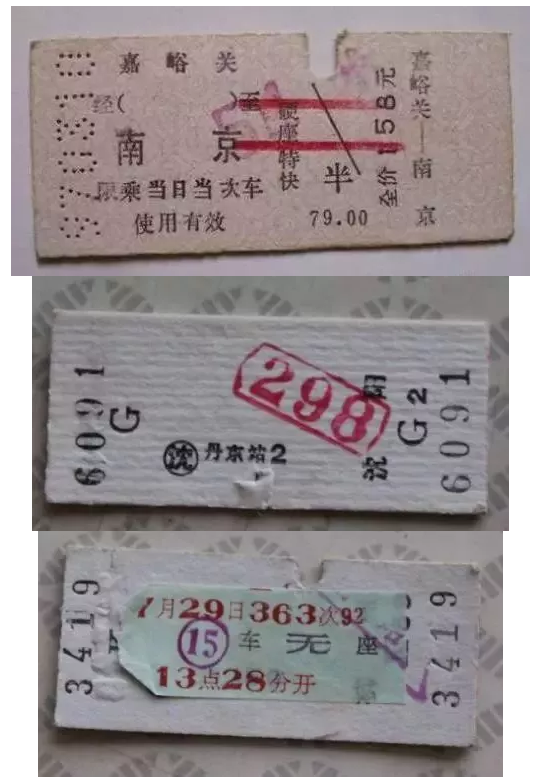 嘉峪关
经( )至
南京
限乘当日当次车
使用有效
硬座特快
半
79.00
全价158元
嘉峪关—南京
6091
G
298
沈 丹京站2
沈阳
G2
6091
3419
7月29日363次92
15 车 无 座
13点28分开
3419